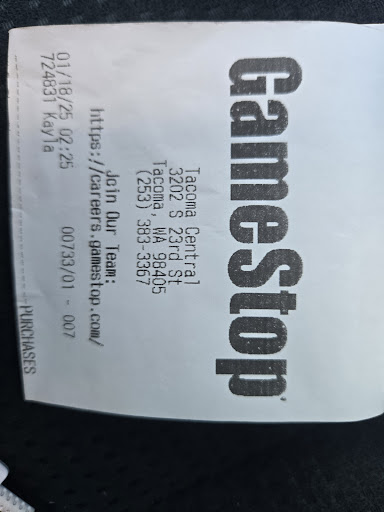 GameStop
Tacoma Central
3202 S 23rd St
Tacoma, WA 98405
(253) 383-3367
Join Our Team:
https://careers.gamestop.com/
01/18/25 02:25 00733/01 - 007
724831 Kayla
PURCHASES